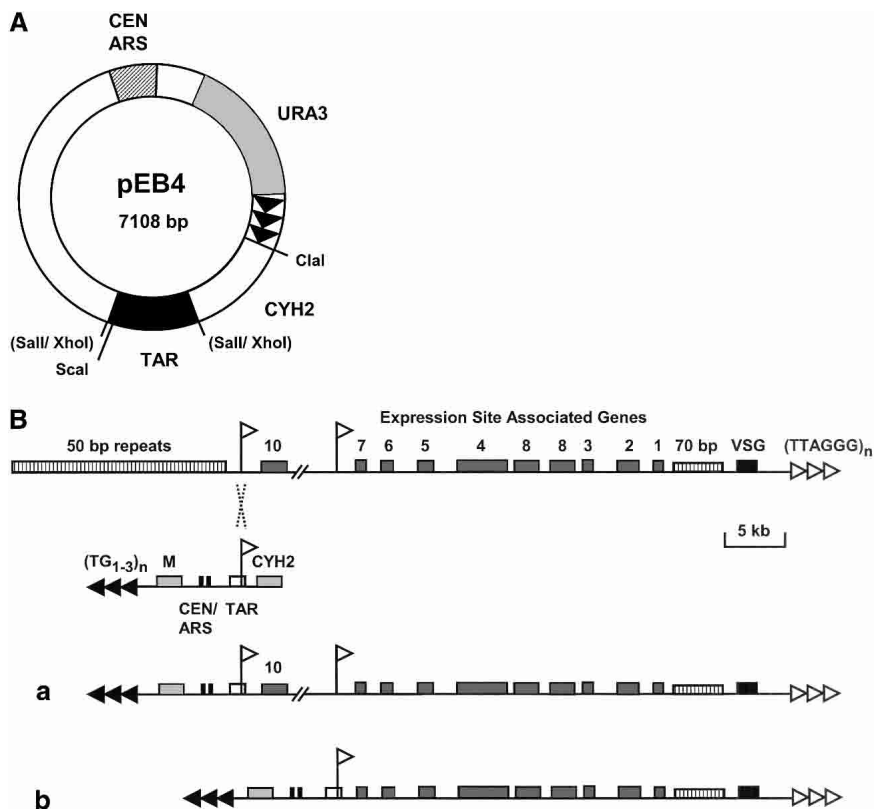 A
CEN
ARS
URA3
pEB4
7108 bp
ClaI
CYH2
(SalI/ XhoI)
(SalI/ XhoI)
ScaI
TAR
B
Expression Site Associated Genes
50 bp repeats
10
7 6 5 4 8 8 3 2 1 70 bp VSG (TTAGGG)n
5 kb
(TG1-3)n M CYH2
CEN/ TAR
ARS
10
a
b